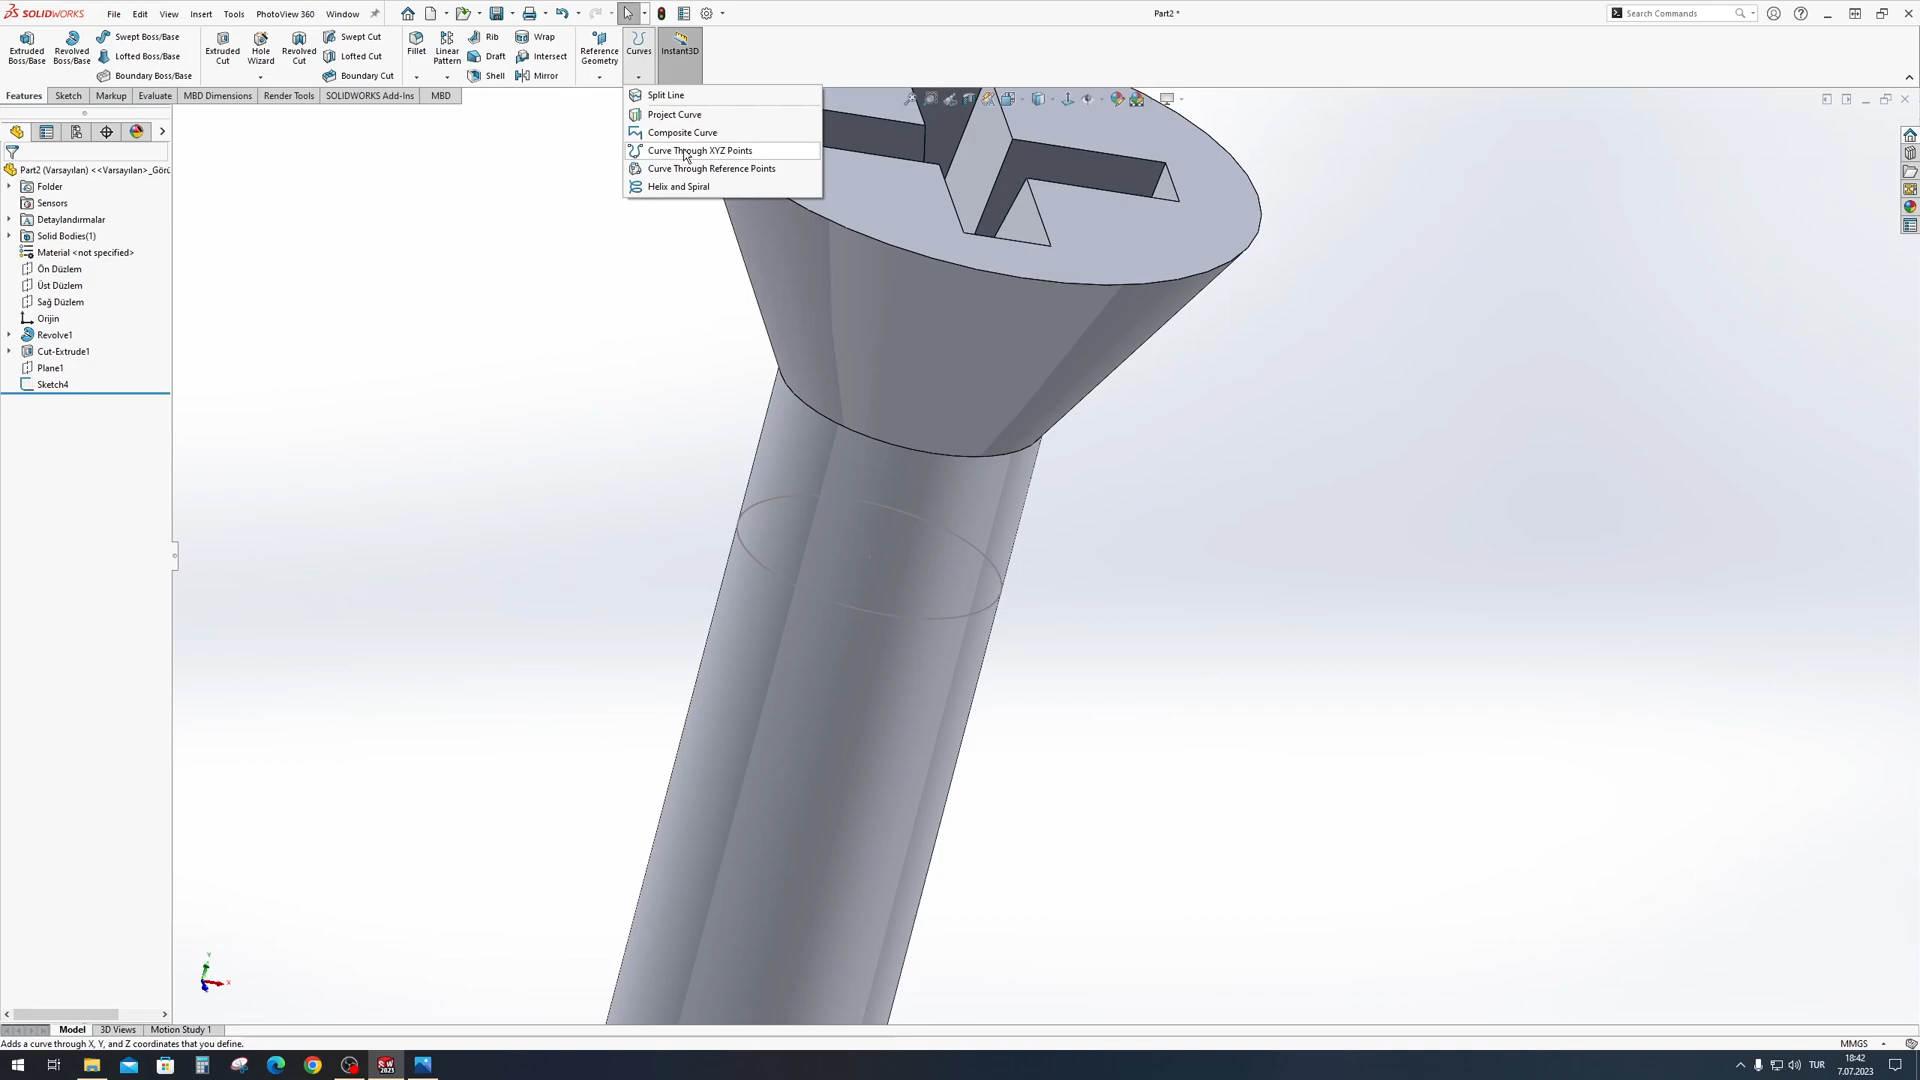 SOLIDWORKS File Edit View Insert Tools PhotoView 360 Window Part2 * Search Commands
Extruded Boss/Base
Revolved Boss/Base
Swept Boss/Base
Lofted Boss/Base
Boundary Boss/Base
Extruded Cut
Hole Wizard
Revolved Cut
Swept Cut
Lofted Cut
Boundary Cut
Fillet
Linear Pattern
Rib
Draft
Shell
Wrap
Intersect
Mirror
Reference Geometry
Curves
Instant3D
Features Sketch Markup Evaluate MBD Dimensions Render Tools SOLIDWORKS Add-Ins MBD
Split Line
Project Curve
Composite Curve
Curve Through XYZ Points
Curve Through Reference Points
Helix and Spiral
Part2 (Varsayılan) <<Varsayılan>_Görü
Folder
Sensors
Detaylandırmalar
Solid Bodies(1)
Material <not specified>
Ön Düzlem
Üst Düzlem
Sağ Düzlem
Orijin
Revolve1
Cut-Extrude1
Plane1
Sketch4
Y
X
Model 3D Views Motion Study 1
Adds a curve through X, Y, and Z coordinates that you define. MMGS
SW 2023
TUR
18:42
7.07.2023